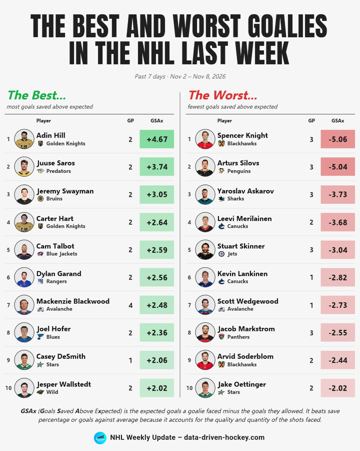 THE BEST AND WORST GOALIES
IN THE NHL LAST WEEK
Past 7 days · Nov 2 – Nov 8, 2026
The Best...
most goals saved above expected
Player GP GSAx
1 Adin Hill Golden Knights 2 +4.67
2 Juuse Saros Predators 2 +3.74
3 Jeremy Swayman Bruins 2 +3.05
4 Carter Hart Golden Knights 2 +2.64
5 Cam Talbot Blue Jackets 2 +2.59
6 Dylan Garand Rangers 2 +2.56
7 Mackenzie Blackwood Avalanche 4 +2.48
8 Joel Hofer Blues 2 +2.36
9 Casey DeSmith Stars 1 +2.06
10 Jesper Wallstedt Wild 2 +2.02
The Worst...
fewest goals saved above expected
Player GP GSAx
1 Spencer Knight Blackhawks 3 -5.06
2 Arturs Silovs Penguins 3 -5.04
3 Yaroslav Askarov Sharks 3 -3.73
4 Leevi Merilainen Canucks 2 -3.68
5 Stuart Skinner Jets 3 -3.04
6 Kevin Lankinen Canucks 1 -2.82
7 Scott Wedgewood Avalanche 1 -2.73
8 Jacob Markstrom Panthers 3 -2.55
9 Arvid Soderblom Blackhawks 2 -2.44
10 Jake Oettinger Stars 2 -2.02
GSAx (Goals Saved Above Expected) is the expected goals a goalie faced minus the goals they allowed. It beats save
percentage or goals against average because it accounts for the quality and quantity of the shots faced.
NHL Weekly Update – data-driven-hockey.com